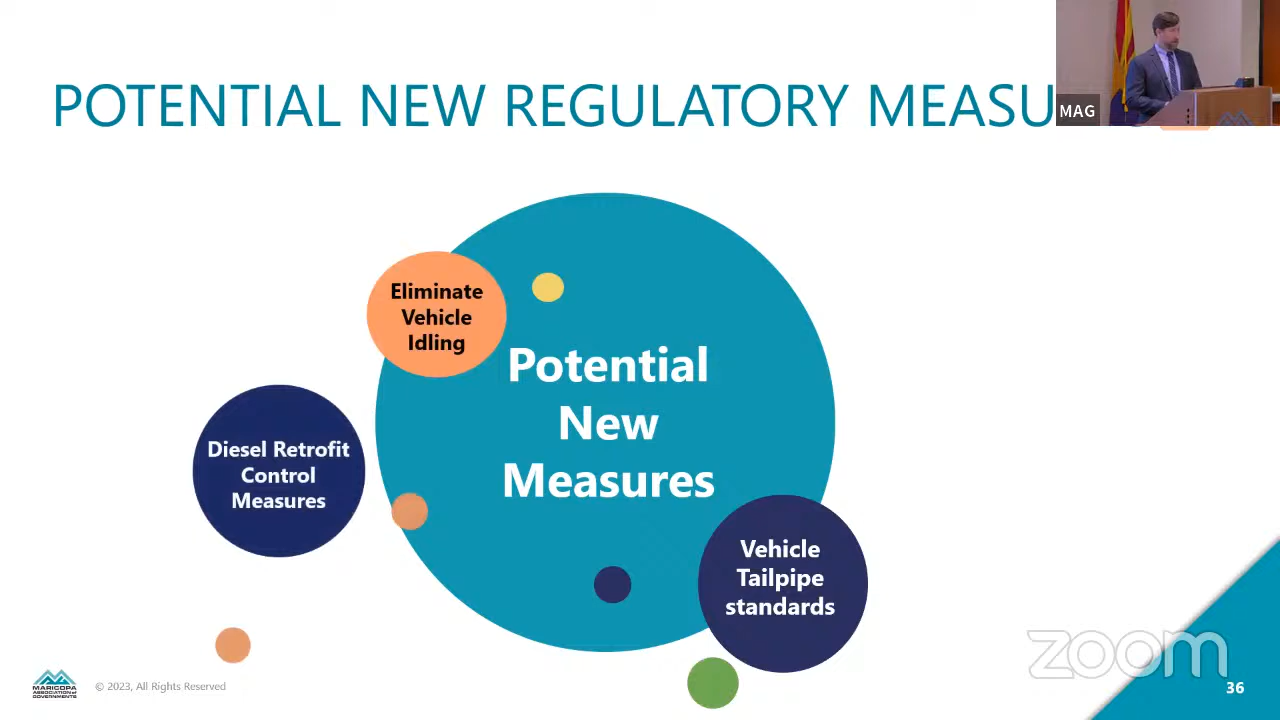 POTENTIAL NEW REGULATORY MEASU
MAG
Eliminate
Vehicle
Idling
Potential
New
Measures
Diesel Retrofit
Control
Measures
Vehicle
Tailpipe
standards
zoom
MARICOPA
ASSOCIATION of
GOVERNMENTS
© 2023, All Rights Reserved
36